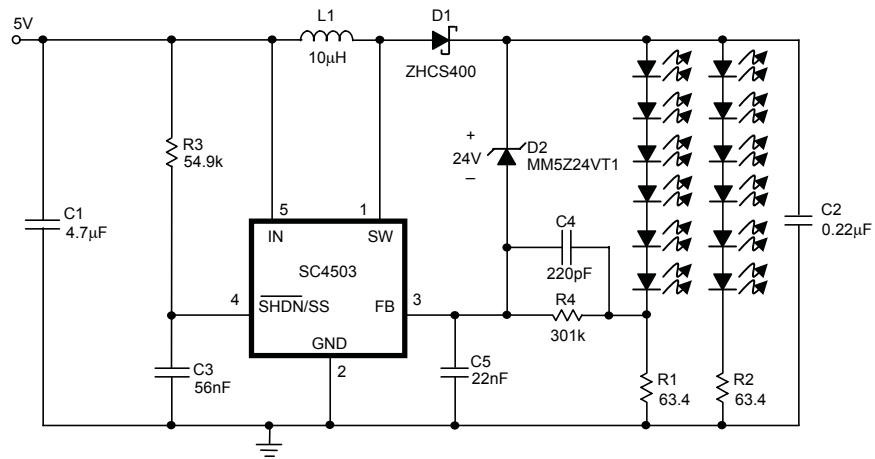 5V
L1
10μH
D1
ZHCS400
R3
54.9k
+
24V
–
D2
MM5Z24VT1
C1
4.7μF
5
IN
1
SW
SC4503
4
SHDN/SS
FB
3
GND
2
C4
220pF
R4
301k
C2
0.22μF
C3
56nF
C5
22nF
R1
63.4
R2
63.4